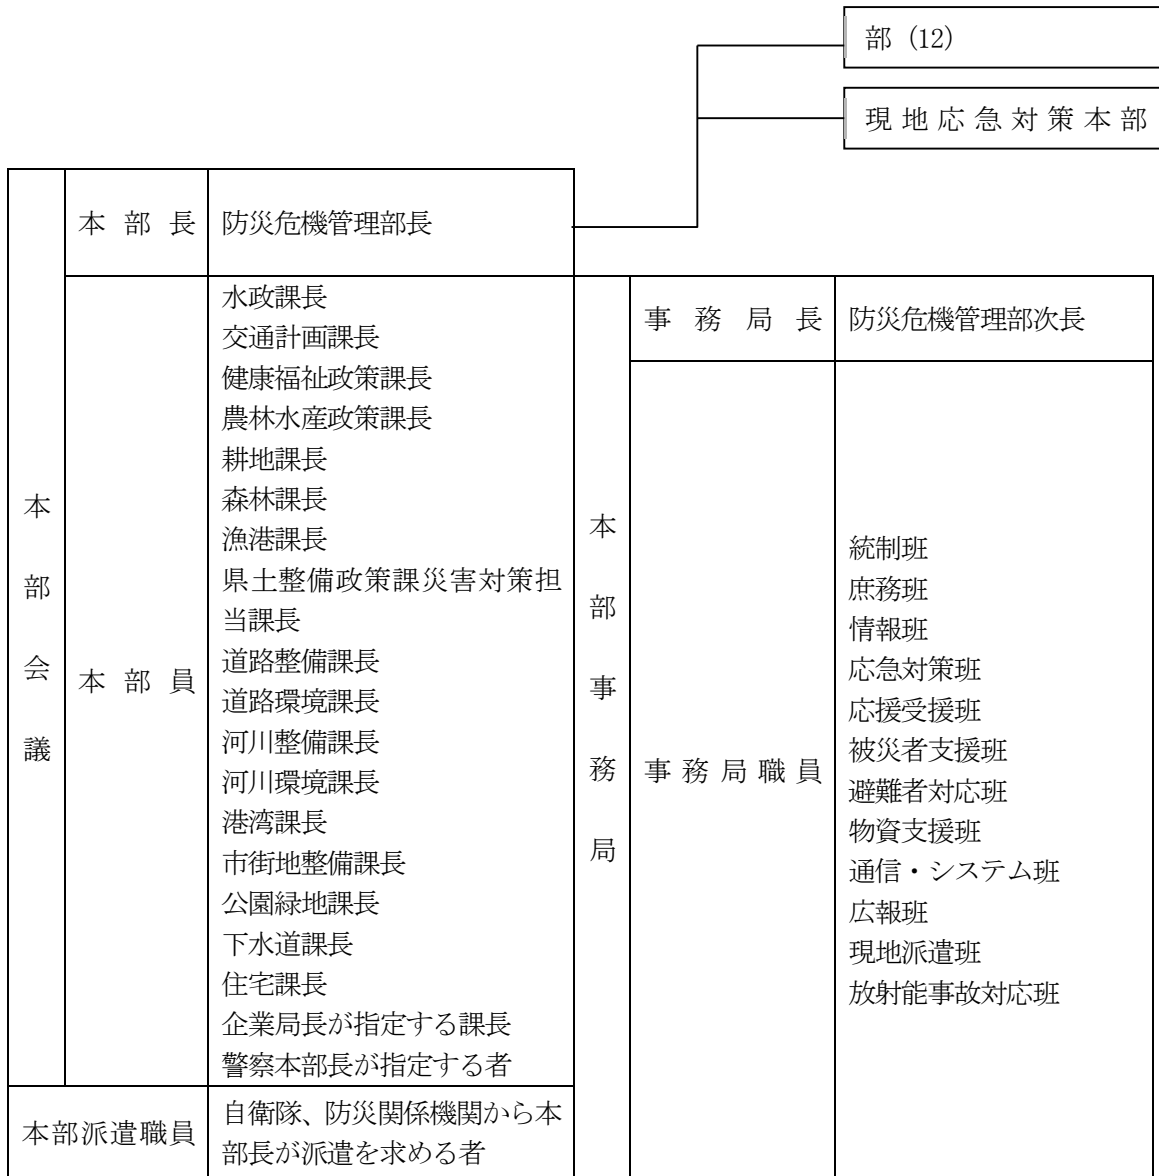 部 (12)
現地応急対策本部
本部会議
本部長
防災危機管理部長
本部員
水政課長
交通計画課長
健康福祉政策課長
農林水産政策課長
耕地課長
森林課長
漁港課長
県土整備政策課災害対策担
当課長
道路整備課長
道路環境課長
河川整備課長
河川環境課長
港湾課長
市街地整備課長
公園緑地課長
下水道課長
住宅課長
企業局長が指定する課長
警察本部長が指定する者
本部派遣職員
自衛隊、防災関係機関から本
部長が派遣を求める者
本部事務局
事務局長
防災危機管理部次長
事務局職員
統制班
庶務班
情報班
応急対策班
応援受援班
被災者支援班
避難者対応班
物資支援班
通信・システム班
広報班
現地派遣班
放射能事故対応班